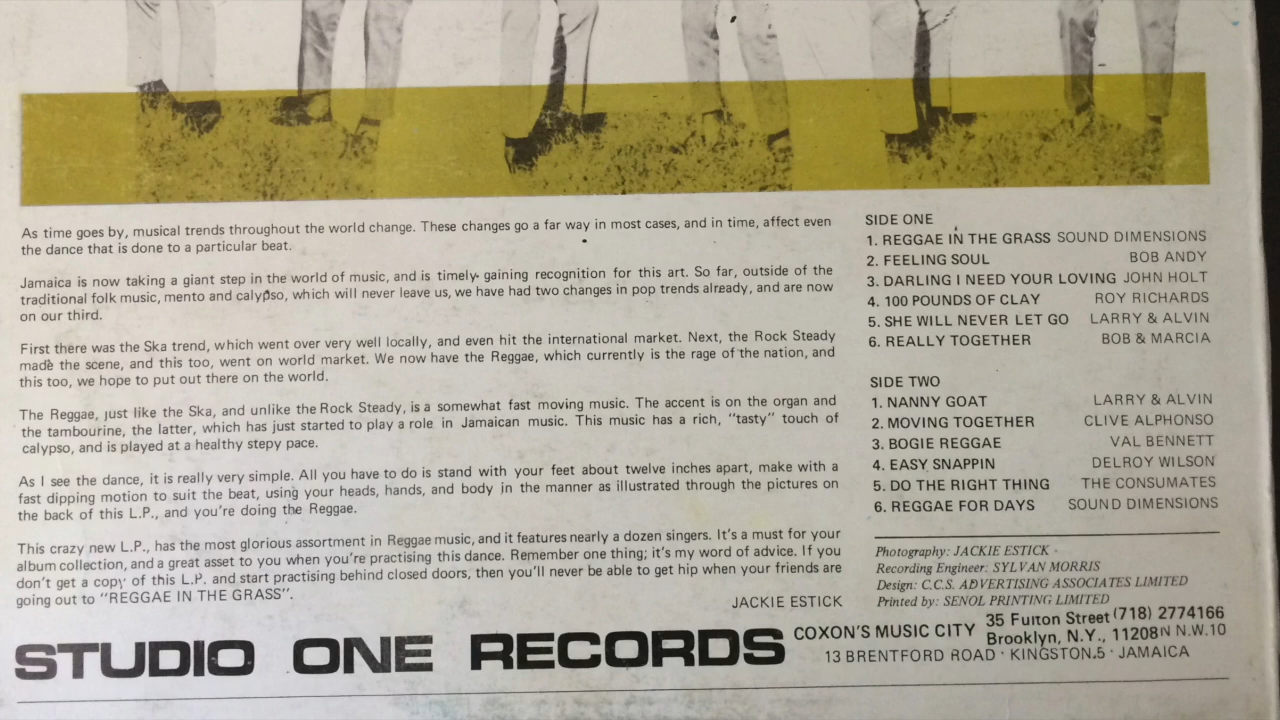 As time goes by, musical trends throughout the world change. These changes go a far way in most cases, and in time, affect even
the dance that is done to a particular beat.
Jamaica is now taking a giant step in the world of music, and is timely gaining recognition for this art. So far, outside of the
traditional folk music, mento and calypso, which will never leave us, we have had two changes in pop trends already, and are now
on our third.
First there was the Ska trend, which went over very well locally, and even hit the international market. Next, the Rock Steady
made the scene, and this too, went on world market. We now have the Reggae, which currently is the rage of the nation, and
this too, we hope to put out there on the world.
The Reggae, just like the Ska, and unlike the Rock Steady, is a somewhat fast moving music. The accent is on the organ and
the tambourine, the latter, which has just started to play a role in Jamaican music. This music has a rich, "tasty" touch of
calypso, and is played at a healthy stepy pace.
As I see the dance, it is really very simple. All you have to do is stand with your feet about twelve inches apart, make with a
fast dipping motion to suit the beat, using your heads, hands, and body in the manner as illustrated through the pictures on
the back of this L.P., and you're doing the Reggae.
This crazy new L.P., has the most glorious assortment in Reggae music, and it features nearly a dozen singers. It's a must for your
album collection, and a great asset to you when you're practising this dance. Remember one thing; it's my word of advice. If you
don't get a copy of this L.P. and start practising behind closed doors, then you'll never be able to get hip when your friends are
going out to "REGGAE IN THE GRASS".
JACKIE ESTICK
SIDE ONE
1. REGGAE IN THE GRASS SOUND DIMENSIONS
2. FEELING SOUL BOB ANDY
3. DARLING I NEED YOUR LOVING JOHN HOLT
4. 100 POUNDS OF CLAY ROY RICHARDS
5. SHE WILL NEVER LET GO LARRY & ALVIN
6. REALLY TOGETHER BOB & MARCIA
SIDE TWO
1. NANNY GOAT LARRY & ALVIN
2. MOVING TOGETHER CLIVE ALPHONSO
3. BOGIE REGGAE VAL BENNETT
4. EASY SNAPPIN DELROY WILSON
5. DO THE RIGHT THING THE CONSUMATES
6. REGGAE FOR DAYS SOUND DIMENSIONS
Photography: JACKIE ESTICK
Recording Engineer: SYLVAN MORRIS
Design: C.C.S. ADVERTISING ASSOCIATES LIMITED
Printed by: SENOL PRINTING LIMITED
STUDIO ONE RECORDS
COXON'S MUSIC CITY 35 Fulton Street (718) 2774166
Brooklyn, N.Y., 11208 N N.W.10
13 BRENTFORD ROAD · KINGSTON.5 · JAMAICA